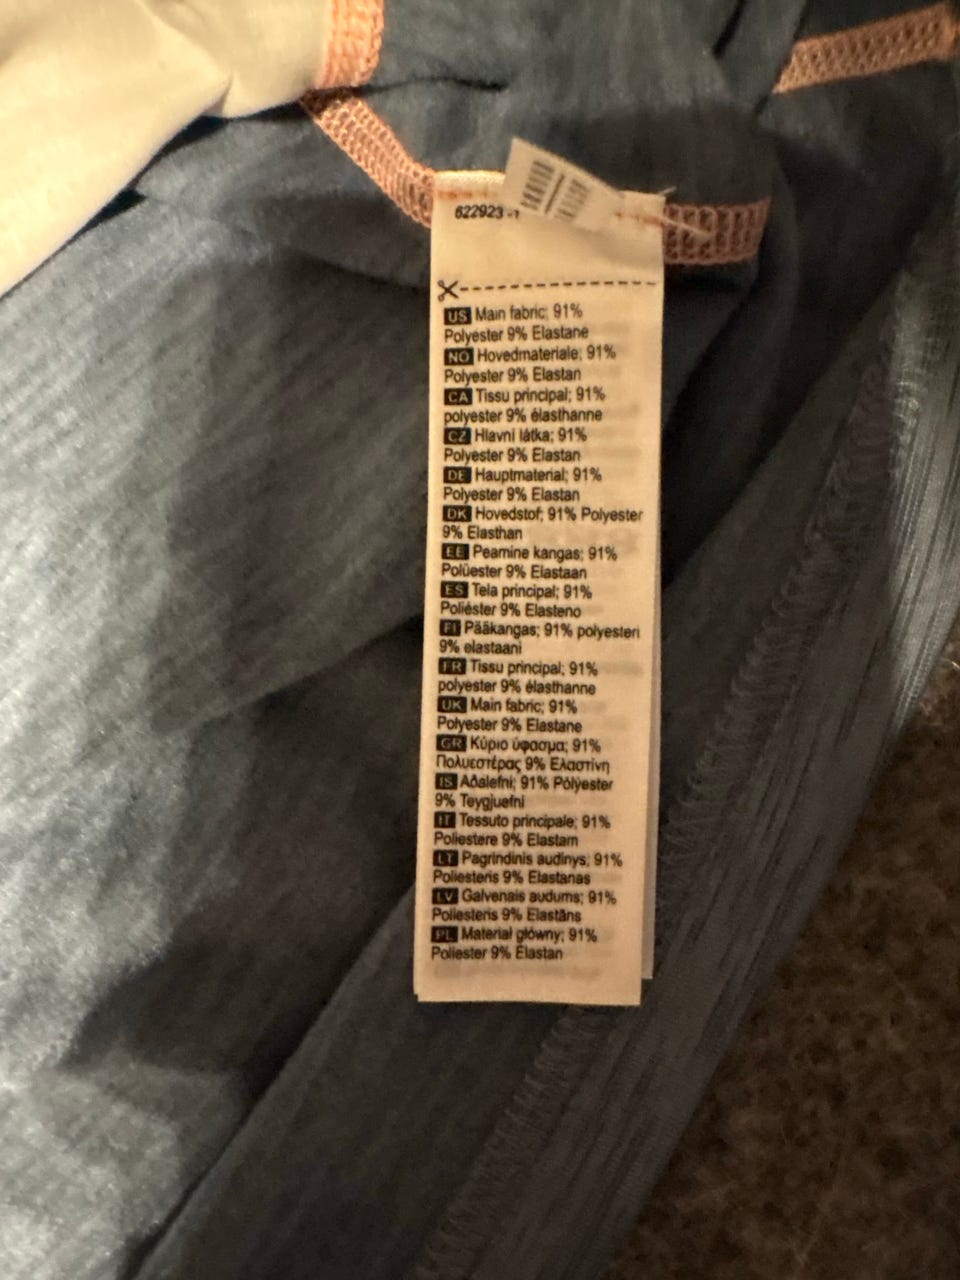 622923-1
US Main fabric; 91%
Polyester 9% Elastane
NO Hovedmateriale; 91%
Polyester 9% Elastan
CA Tissu principal; 91%
polyester 9% élasthanne
CZ Hlavní látka; 91%
Polyester 9% Elastan
DE Hauptmaterial; 91%
Polyester 9% Elastan
DK Hovedstof; 91% Polyester
9% Elasthan
EE Peamine kangas; 91%
Polüester 9% Elastaan
ES Tela principal; 91%
Poliéster 9% Elasteno
FI Pääkangas; 91% polyesteri
9% elastaani
FR Tissu principal; 91%
polyester 9% élasthanne
UK Main fabric; 91%
Polyester 9% Elastane
GR Κύριο ύφασμα; 91%
Πολυεστέρας 9% Ελαστίνη
IS Aðalefni; 91% Pólýester
9% Teygjuefni
IT Tessuto principale; 91%
Poliestere 9% Elastam
LT Pagrindinis audinys; 91%
Poliesteris 9% Elastanas
LV Galvenais audums; 91%
Poliesteris 9% Elastāns
PL Materiał główny; 91%
Poliester 9% Elastan